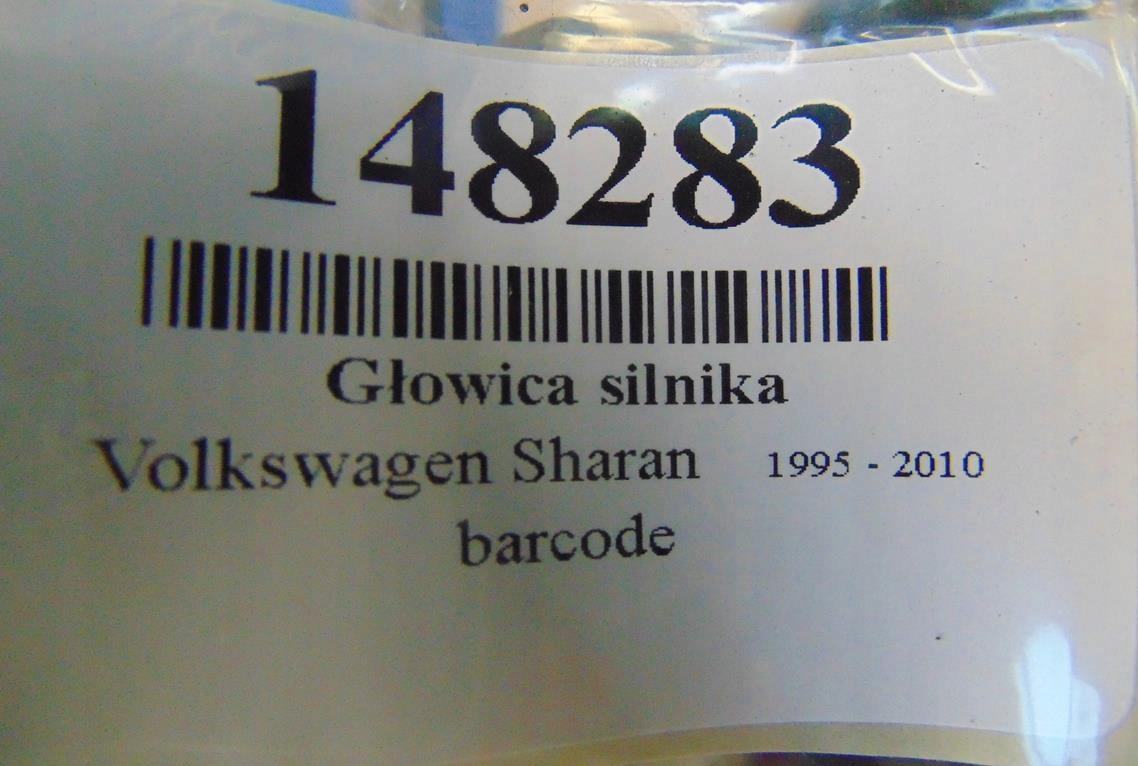 148283
Głowica silnika
Volkswagen Sharan 1995 - 2010
barcode